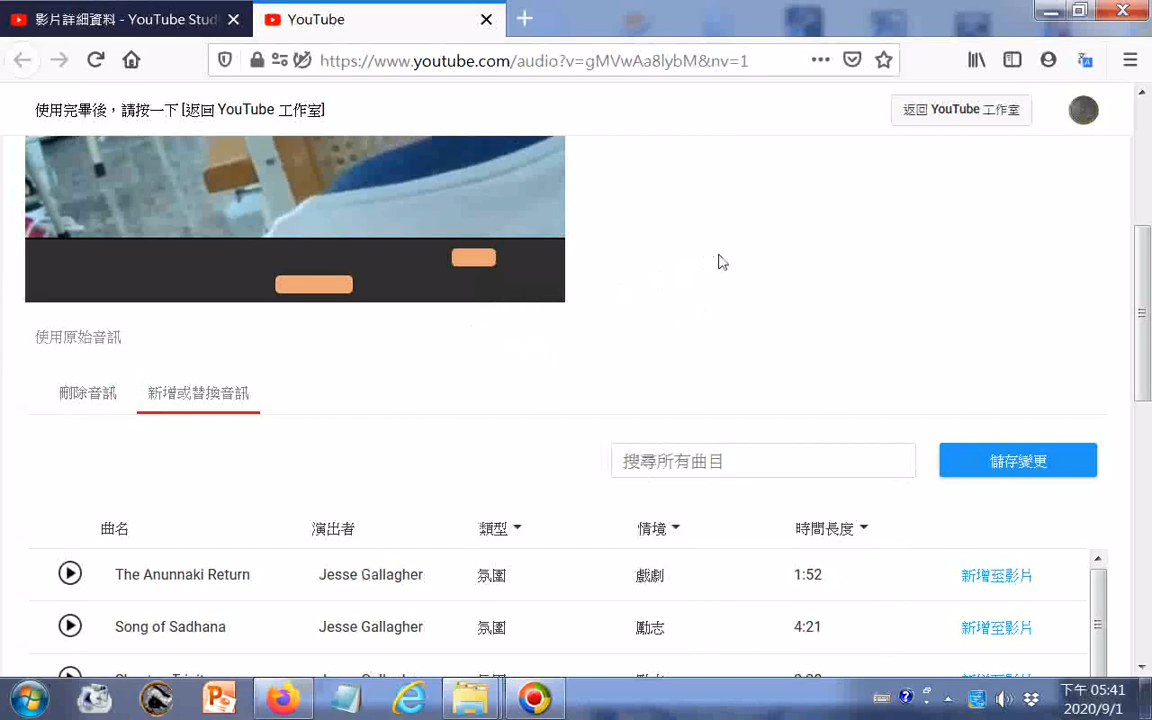 影片詳細資料 - YouTube Stud
YouTube
https://www.youtube.com/audio?v=gMVwAa8lybM&nv=1
使用完畢後，請按一下 [返回 YouTube 工作室]
返回 YouTube 工作室
使用原始音訊
刪除音訊
新增或替換音訊
搜尋所有曲目
儲存變更
曲名 演出者 類型 情境 時間長度
The Anunnaki Return Jesse Gallagher 氛圍 戲劇 1:52 新增至影片
Song of Sadhana Jesse Gallagher 氛圍 勵志 4:21 新增至影片
下午 05:41
2020/9/1